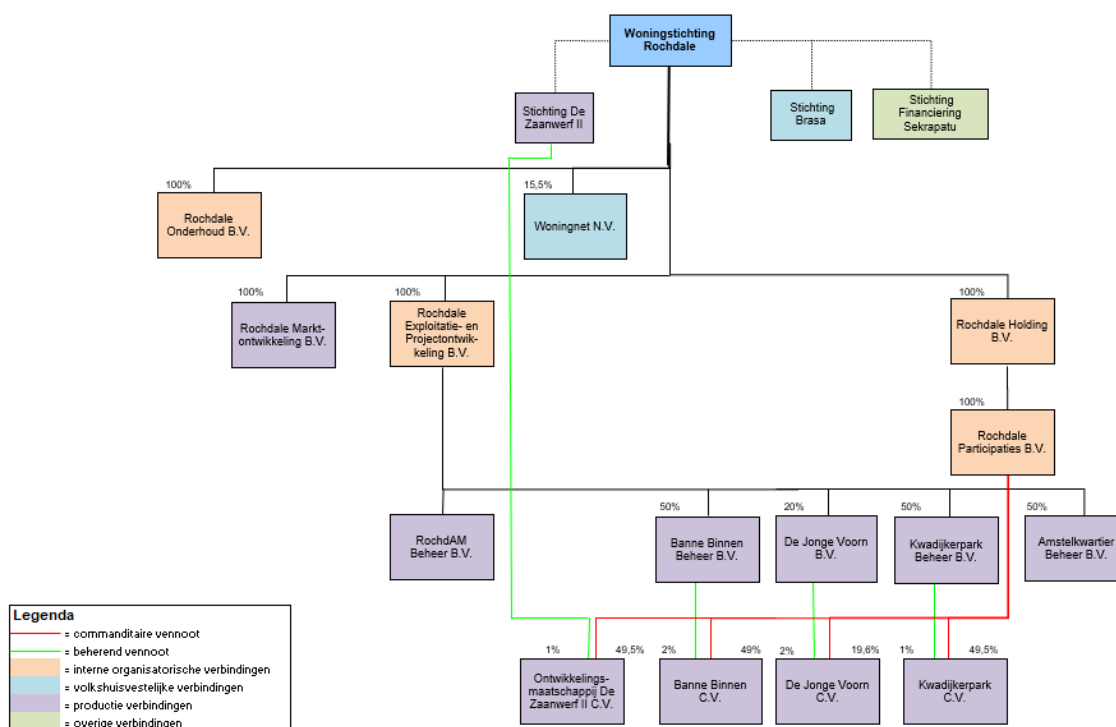 Woningstichting
Rochdale
Stichting De
Zaanwerf II
Stichting
Brasa
Stichting
Financiering
Sekrapatu
100%
15,5%
Rochdale
Onderhoud B.V.
Woningnet N.V.
100%
100%
100%
Rochdale Markt-
ontwikkeling B.V.
Rochdale
Exploitatie- en
Projectontwik-
keling B.V.
Rochdale Holding
B.V.
100%
Rochdale
Participaties B.V.
50%
20%
50%
50%
RochdAM
Beheer B.V.
Banne Binnen
Beheer B.V.
De Jonge Voorn
B.V.
Kwadijkerpark
Beheer B.V.
Amstelkwartier
Beheer B.V.
1%
49,5%
2%
49%
2%
19,6%
1%
49,5%
Ontwikkelings-
maatschappij De
Zaanwerf II C.V.
Banne Binnen
C.V.
De Jonge Voorn
C.V.
Kwadijkerpark
C.V.
Legenda
= commanditaire vennoot
= beherend vennoot
= interne organisatorische verbindingen
= volkshuisvestelijke verbindingen
= productie verbindingen
= overige verbindingen